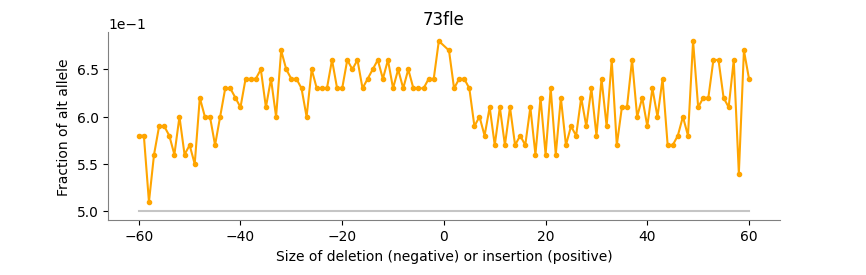 73fle
1e−1
6.5
6.0
5.5
5.0
Fraction of alt allele
−60 −40 −20 0 20 40 60
Size of deletion (negative) or insertion (positive)